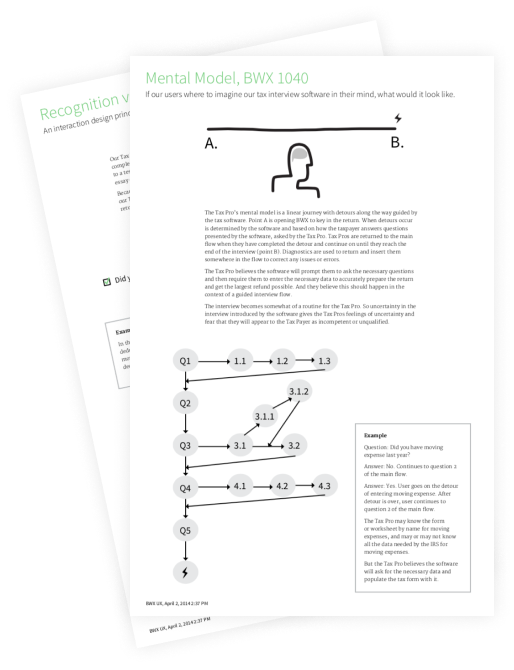 Mental Model, BWX 1040
If our users where to imagine our tax interview software in their mind, what would it look like.
A.
B.
The Tax Pro's mental model is a linear journey with detours along the way guided by
the tax software. Point A is opening BWX to key in the return. When detours occur
is determined by the software and based on how the taxpayer answers questions
presented by the software, asked by the Tax Pro. Tax Pros are returned to the main
flow when they have completed the detour and continue on until they reach the
end of the interview (point B). Diagnostics are used to return and insert them
somewhere in the flow to correct any issues or errors.
The Tax Pro believes the software will prompt them to ask the necessary questions
and then require them to enter the necessary data to accurately prepare the return
and get the largest refund possible. And they believe this should happen in the
context of a guided interview flow.
The interview becomes somewhat of a routine for the Tax Pro. So uncertainty in the
interview introduced by the software gives the Tax Pros feelings of uncertainty and
fear that they will appear to the Tax Payer as incompetent or unqualified.
Q1 1.1 1.2 1.3
3.1.2
Q2
3.1.1
Q3 3.1 3.2
Q4 4.1 4.2 4.3
Q5
Example
Question: Did you have moving
expense last year?
Answer: No. Continues to question 2
of the main flow.
Answer: Yes. User goes on the detour
of entering moving expense. After
detour is over, user continues to
question 2 of the main flow.
The Tax Pro may know the form
or worksheet by name for moving
expenses, and may or may not know
all the data needed by the IRS for
moving expenses.
But the Tax Pro believes the software
will ask for the necessary data and
populate the tax form with it.
BWX UX, April 2, 2014 2:37 PM
Recognition v
An interaction design princ
Our Tax
comple
to a te
essay
Becau
our T
retu
Did y
Exam
In th
dedu
mo
de
BWX UX, April 2, 2014 2:37 PM